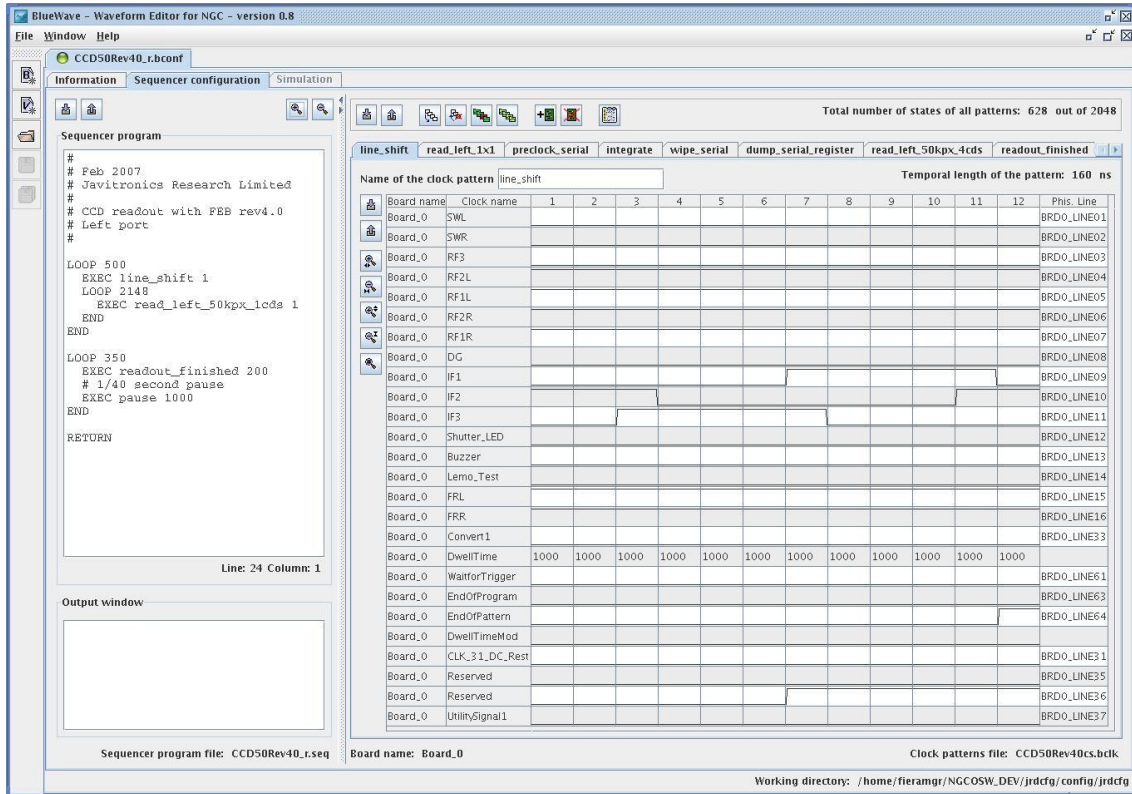 BlueWave - Waveform Editor for NGC - version 0.8
File Window Help
CCD50Rev40_r.bconf
Information Sequencer configuration Simulation
Total number of states of all patterns: 628 out of 2048
Sequencer program
#
# Feb 2007
# Javitronics Research Limited
#
# CCD readout with FEB rev4.0
# Left port
#
LOOP 500
EXEC line_shift 1
LOOP 2148
EXEC read_left_50kpx_1cds 1
END
END
LOOP 350
EXEC readout_finished 200
# 1/40 second pause
EXEC pause 1000
END
RETURN
Line: 24 Column: 1
Output window
Sequencer program file: CCD50Rev40_r.seq
line_shift read_left_1x1 preclock_serial integrate wipe_serial dump_serial_register read_left_50kpx_4cds readout_finished
Name of the clock pattern line_shift
Temporal length of the pattern: 160 ns
Board name Clock name 1 2 3 4 5 6 7 8 9 10 11 12 Phis. Line
Board_0 SWL BRD0_LINE01
Board_0 SWR BRD0_LINE02
Board_0 RF3 BRD0_LINE03
Board_0 RF2L BRD0_LINE04
Board_0 RF1L BRD0_LINE05
Board_0 RF2R BRD0_LINE06
Board_0 RF1R BRD0_LINE07
Board_0 DG BRD0_LINE08
Board_0 IF1 BRD0_LINE09
Board_0 IF2 BRD0_LINE10
Board_0 IF3 BRD0_LINE11
Board_0 Shutter_LED BRD0_LINE12
Board_0 Buzzer BRD0_LINE13
Board_0 Lemo_Test BRD0_LINE14
Board_0 FRL BRD0_LINE15
Board_0 FRR BRD0_LINE16
Board_0 Convert1 BRD0_LINE33
Board_0 DwellTime 1000 1000 1000 1000 1000 1000 1000 1000 1000 1000 1000 1000
Board_0 WaitforTrigger BRD0_LINE61
Board_0 EndOfProgram BRD0_LINE63
Board_0 EndOfPattern BRD0_LINE64
Board_0 DwellTimeMod
Board_0 CLK_31_DC_Rest BRD0_LINE31
Board_0 Reserved BRD0_LINE35
Board_0 Reserved BRD0_LINE36
Board_0 UtilitySignal1 BRD0_LINE37
Board name: Board_0
Clock patterns file: CCD50Rev40cs.bclk
Working directory: /home/fieramgr/NGCOSW_DEV/jrdcfg/config/jrdcfg